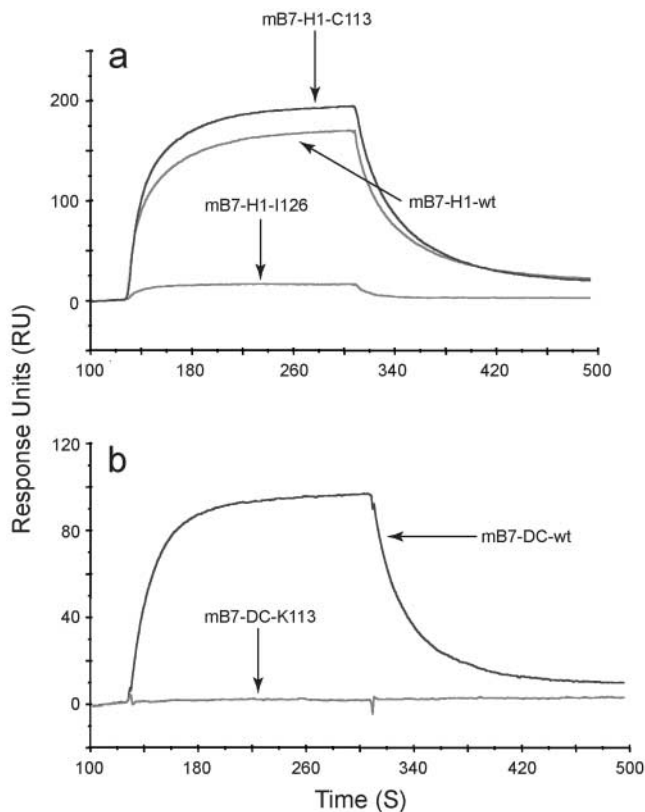 a
mB7-H1-C113
200
mB7-H1-wt
100
mB7-H1-I126
0
100 180 260 340 420 500
Response Units (RU)
b
120
80
mB7-DC-wt
40
mB7-DC-K113
0
100 180 260 340 460 500
Time (S)